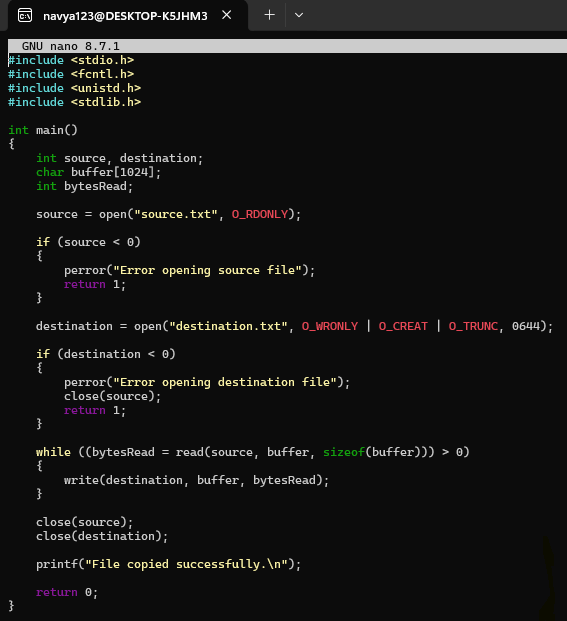 navya123@DESKTOP-K5JHM3
GNU nano 8.7.1
#include <stdio.h>
#include <fcntl.h>
#include <unistd.h>
#include <stdlib.h>

int main()
{
    int source, destination;
    char buffer[1024];
    int bytesRead;

    source = open("source.txt", O_RDONLY);

    if (source < 0)
    {
        perror("Error opening source file");
        return 1;
    }

    destination = open("destination.txt", O_WRONLY | O_CREAT | O_TRUNC, 0644);

    if (destination < 0)
    {
        perror("Error opening destination file");
        close(source);
        return 1;
    }

    while ((bytesRead = read(source, buffer, sizeof(buffer))) > 0)
    {
        write(destination, buffer, bytesRead);
    }

    close(source);
    close(destination);

    printf("File copied successfully.\n");

    return 0;
}